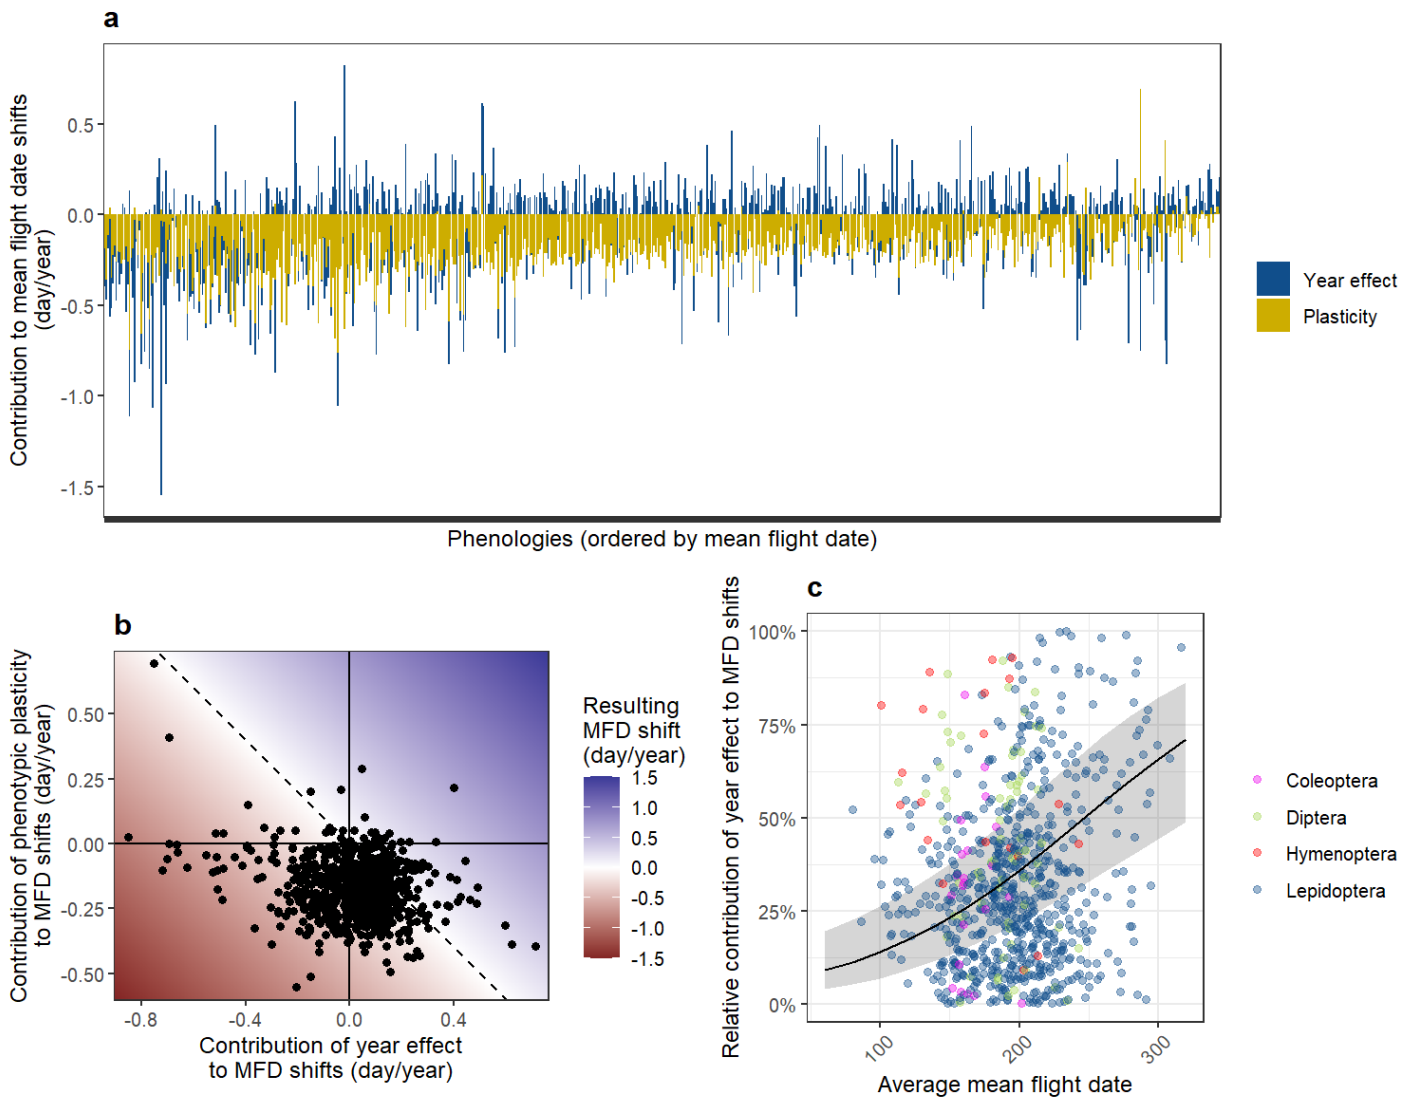 a
Contribution to mean flight date shifts
(day/year)
0.5
0.0
-0.5
-1.0
-1.5
Phenologies (ordered by mean flight date)
Year effect
Plasticity
b
Contribution of phenotypic plasticity
to MFD shifts (day/year)
0.50
0.25
0.00
-0.25
-0.50
-0.8
-0.4
0.0
0.4
Contribution of year effect
to MFD shifts (day/year)
Resulting
MFD shift
(day/year)
1.5
1.0
0.5
0.0
-0.5
-1.0
-1.5
c
Relative contribution of year effect to MFD shifts
100%
75%
50%
25%
0%
100
200
300
Average mean flight date
Coleoptera
Diptera
Hymenoptera
Lepidoptera